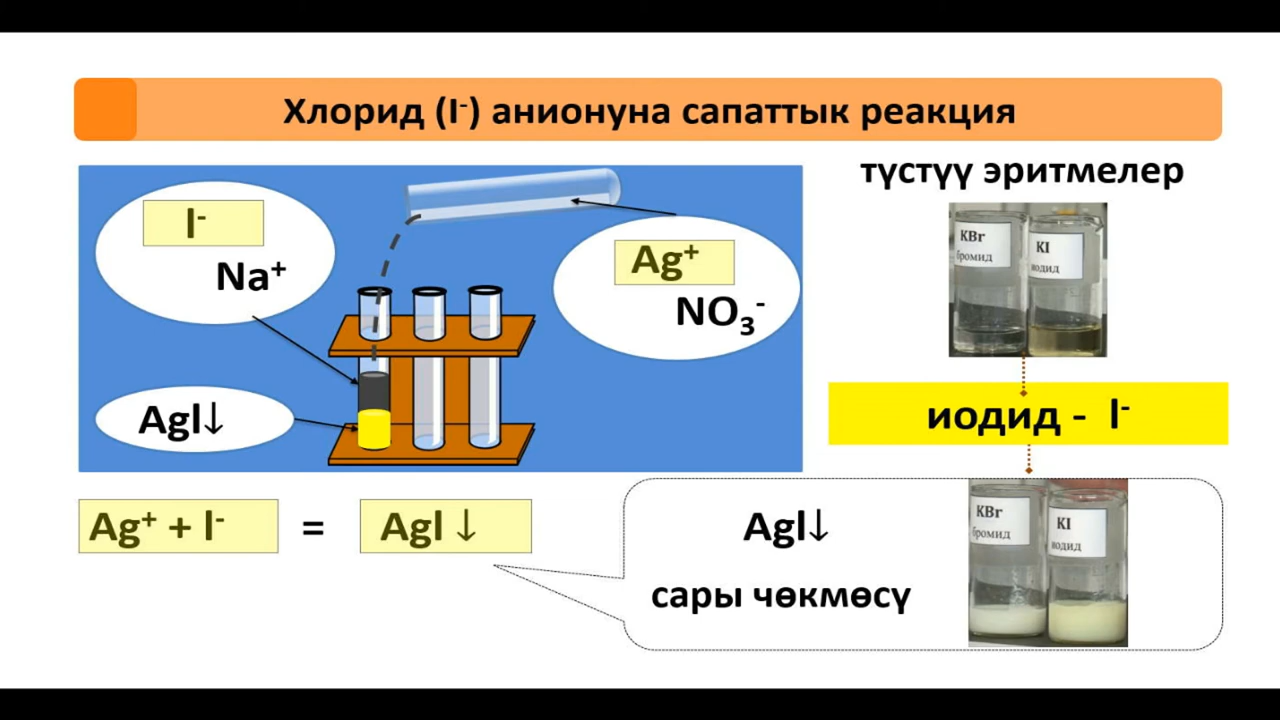 Хлорид (I⁻) анионуна сапаттык реакция
түстүү эритмелер
I⁻
Na⁺
Ag⁺
NO₃⁻
AgI↓
KBr
бромид
KI
иодид
иодид - I⁻
Ag⁺ + I⁻ = AgI ↓
AgI↓
сары чөкмөсү
KBr
бромид
KI
иодид